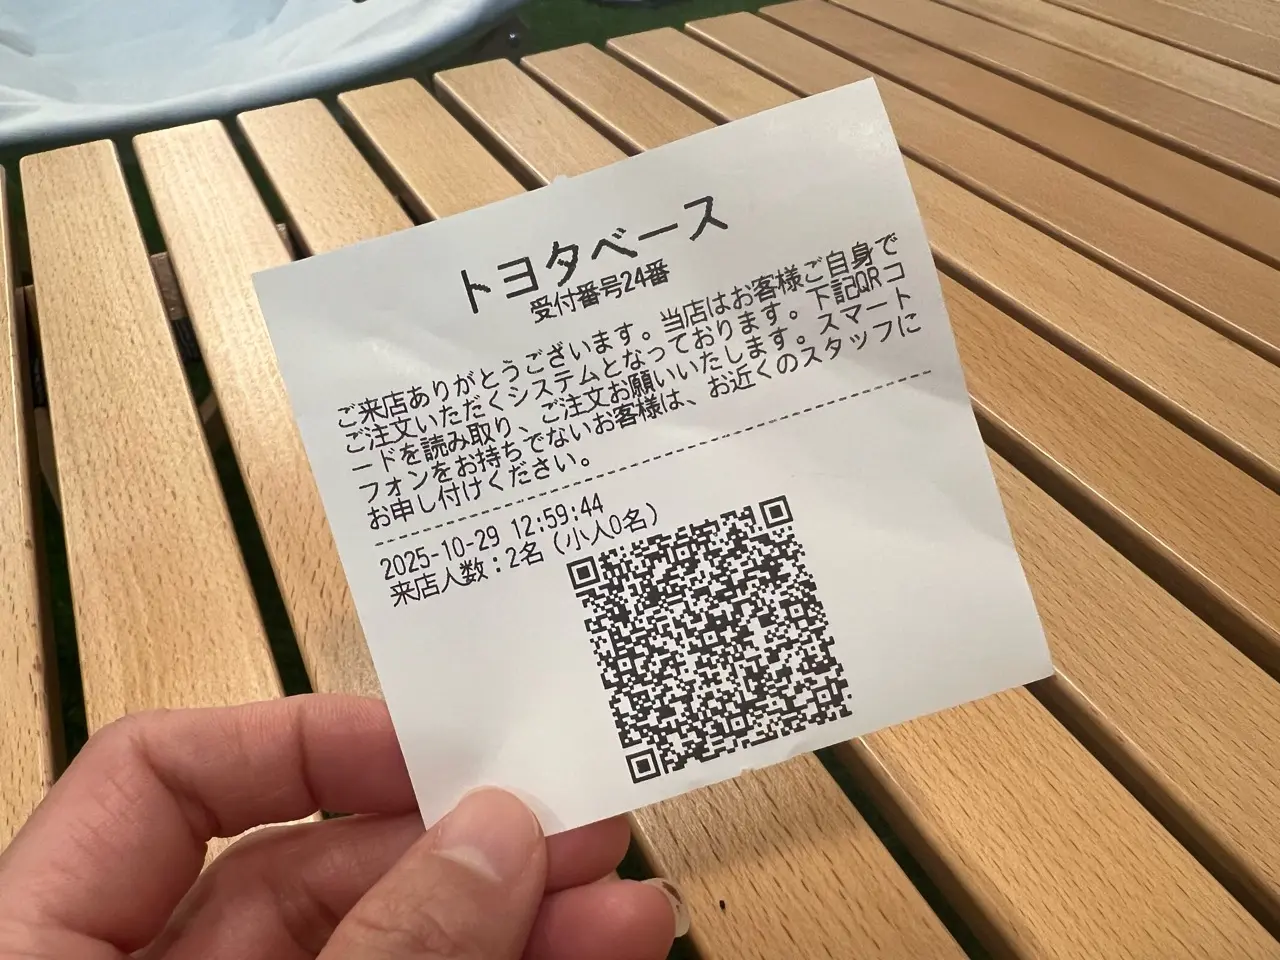 トヨタベース
受付番号24番
ご来店ありがとうございます。当店はお客様ご自身で
ご注文いただくシステムとなっております。下記QRコ
ードを読み取り、ご注文お願いいたします。スマート
フォンをお持ちでないお客様は、お近くのスタッフに
お申し付けください。
2025-10-29 12:59:44
来店人数：2名（小人0名）